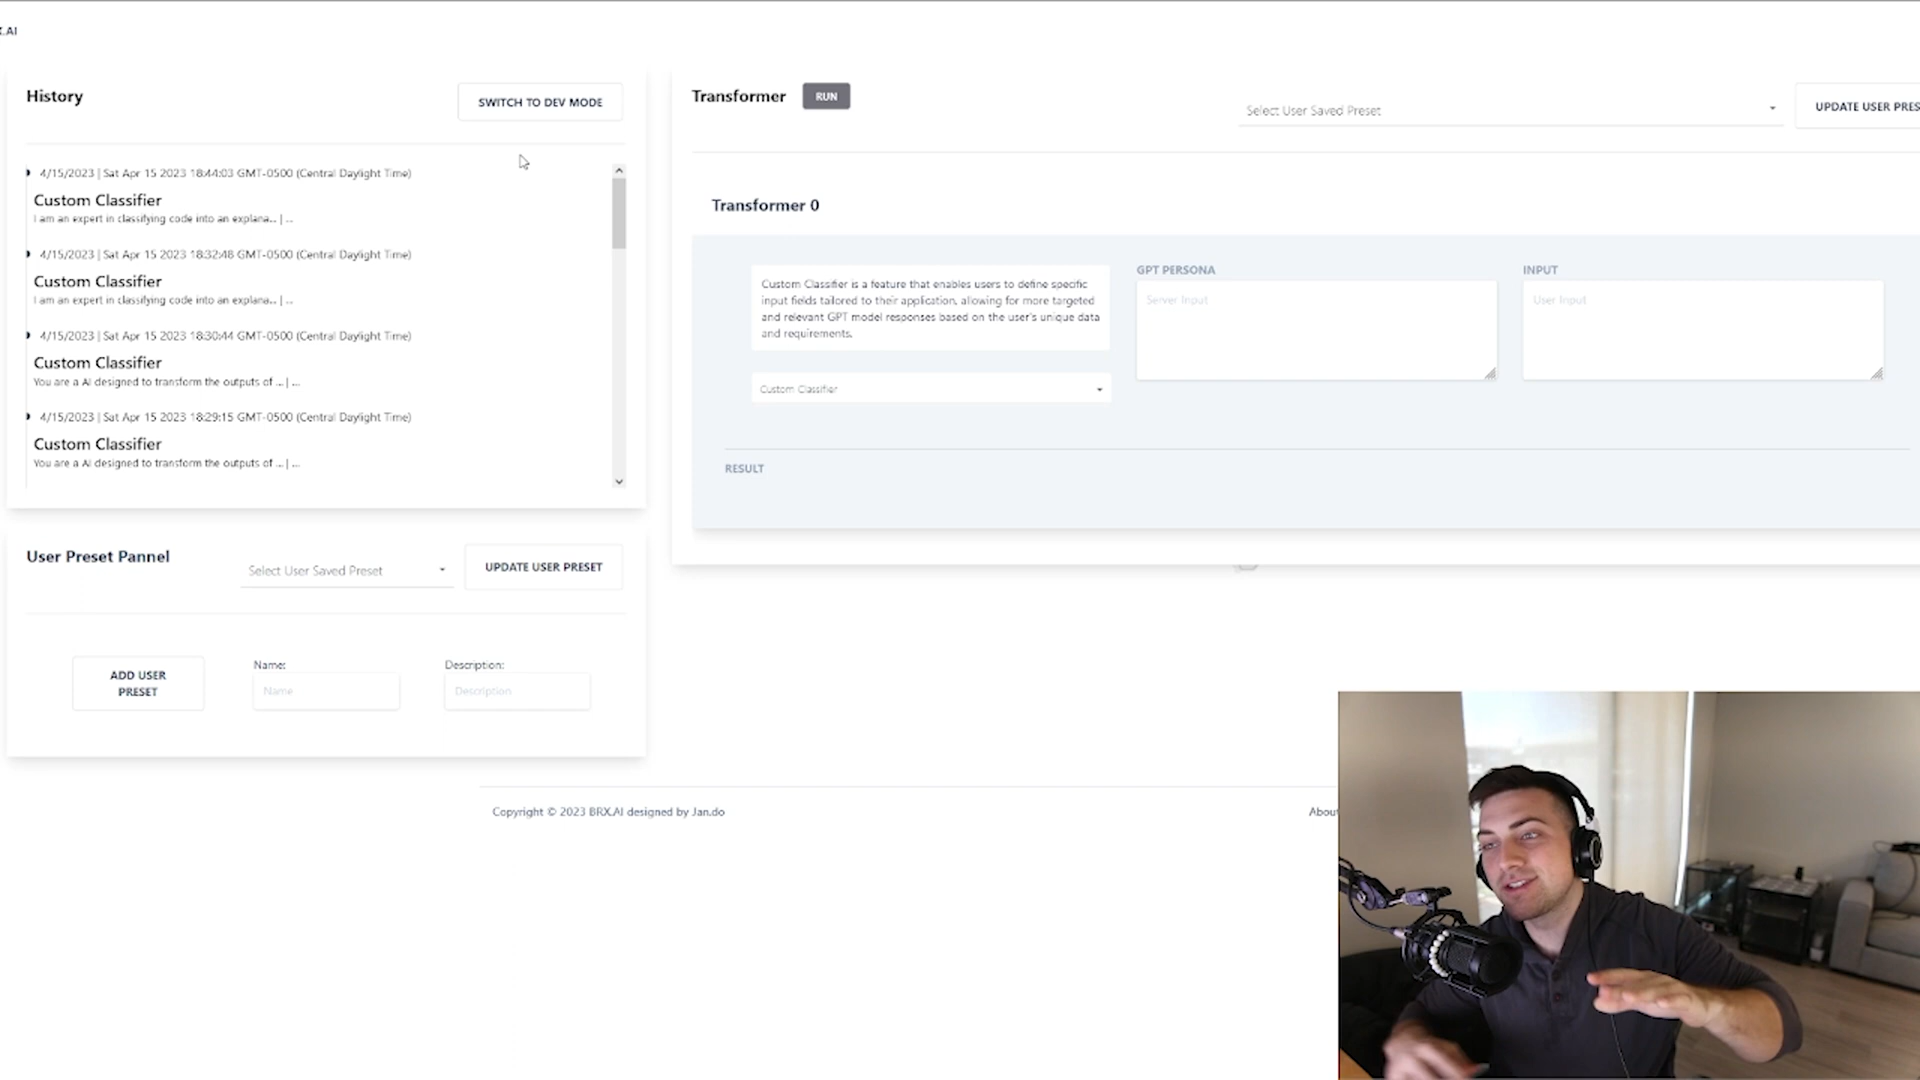 .AI
History
SWITCH TO DEV MODE
4/15/2023 | Sat Apr 15 2023 18:44:03 GMT-0500 (Central Daylight Time)
Custom Classifier
I am an expert in classifying code into an explana... | ...
4/15/2023 | Sat Apr 15 2023 18:32:48 GMT-0500 (Central Daylight Time)
Custom Classifier
I am an expert in classifying code into an explana... | ...
4/15/2023 | Sat Apr 15 2023 18:30:44 GMT-0500 (Central Daylight Time)
Custom Classifier
You are a AI designed to transform the outputs of ... | ...
4/15/2023 | Sat Apr 15 2023 18:29:15 GMT-0500 (Central Daylight Time)
Custom Classifier
You are a AI designed to transform the outputs of ... | ...
User Preset Pannel
Select User Saved Preset
UPDATE USER PRESET
ADD USER
PRESET
Name:
Name
Description:
Description
Transformer
RUN
Select User Saved Preset
UPDATE USER PRES
Transformer 0
Custom Classifier is a feature that enables users to define specific
input fields tailored to their application, allowing for more targeted
and relevant GPT model responses based on the user's unique data
and requirements.
Custom Classifier
GPT PERSONA
Server Input
INPUT
User Input
RESULT
Copyright © 2023 BRX.AI designed by Jan.do
About